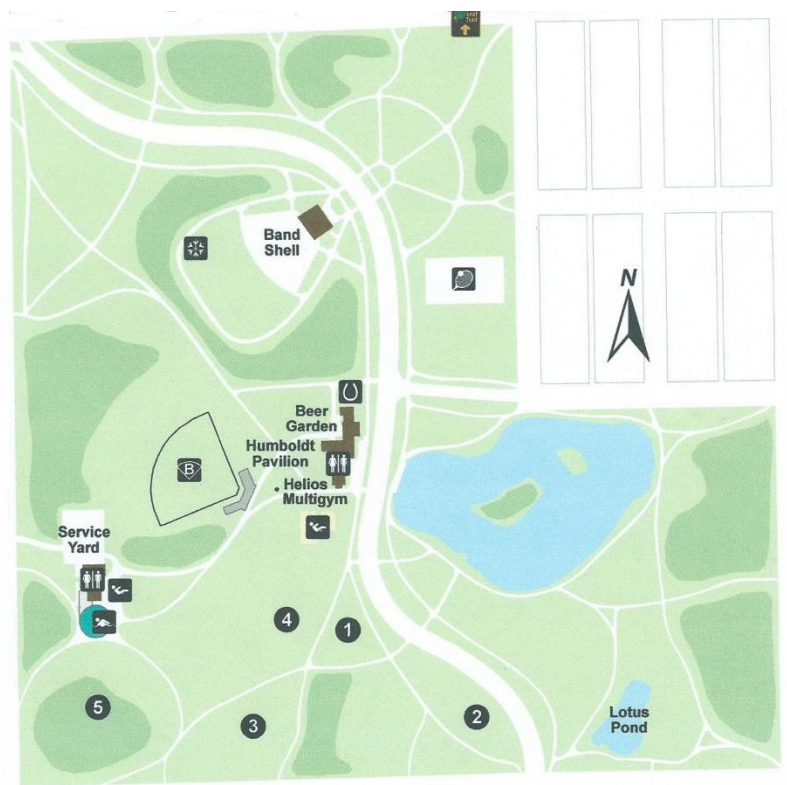 Band
Shell
N
Beer
Garden
Humboldt
Pavilion
B
Helios
Multigym
Service
Yard
4
1
5
3
2
Lotus
Pond